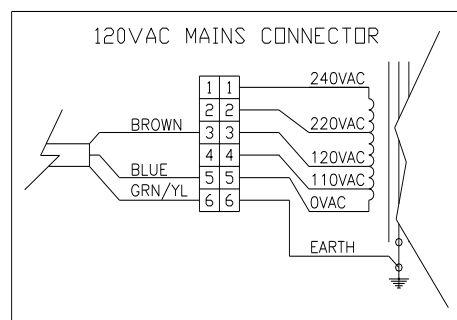 120VAC MAINS CONNECTOR
240VAC
1 1
2 2
220VAC
BROWN
3 3
120VAC
4 4
BLUE
110VAC
5 5
GRN/YL
0VAC
6 6
EARTH